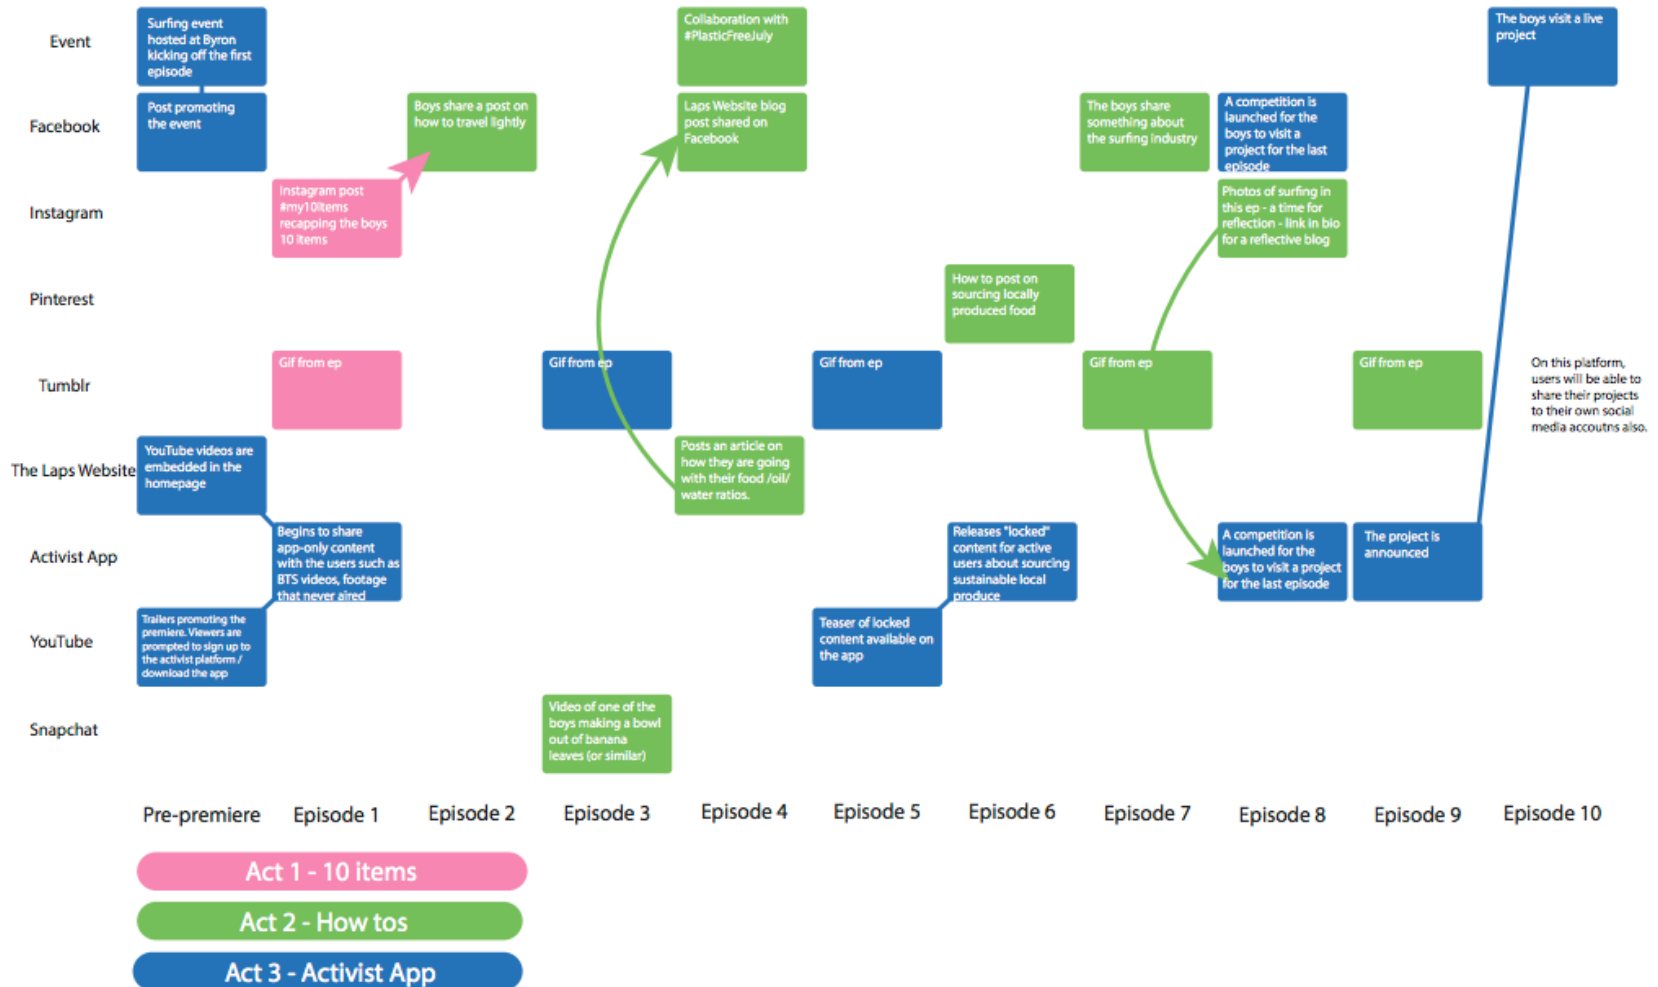 Event
Surfing event
hosted at Byron
kicking off the first
episode
Collaboration with
#PlasticFreeJuly
The boys visit a live
project
Facebook
Post promoting
the event
Boys share a post on
how to travel lightly
Laps Website blog
post shared on
Facebook
The boys share
something about
the surfing industry
A competition is
launched for the
boys to visit a
project for the last
episode
Instagram
Instagram post
#my10items
recapping the boys
10 items
Photos of surfing in
this ep - a time for
reflection - link in bio
for a reflective blog
Pinterest
How to post on
sourcing locally
produced food
Tumblr
Gif from ep
Gif from ep
Gif from ep
Gif from ep
Gif from ep
On this platform,
users will be able to
share their projects
to their own social
media accoutns also.
The Laps Website
YouTube videos are
embedded in the
homepage
Posts an article on
how they are going
with their food /oil/
water ratios.
Activist App
Begins to share
app-only content
with the users such as
BTS videos, footage
that never aired
Releases "locked"
content for active
users about sourcing
sustainable local
produce
A competition is
launched for the
boys to visit a project
for the last episode
The project is
announced
YouTube
Trailers promoting the
premiere. Viewers are
prompted to sign up to
the activist platform /
download the app
Teaser of locked
content available on
the app
Snapchat
Video of one of the
boys making a bowl
out of banana
leaves (or similar)
Pre-premiere
Episode 1
Episode 2
Episode 3
Episode 4
Episode 5
Episode 6
Episode 7
Episode 8
Episode 9
Episode 10
Act 1 - 10 items
Act 2 - How tos
Act 3 - Activist App